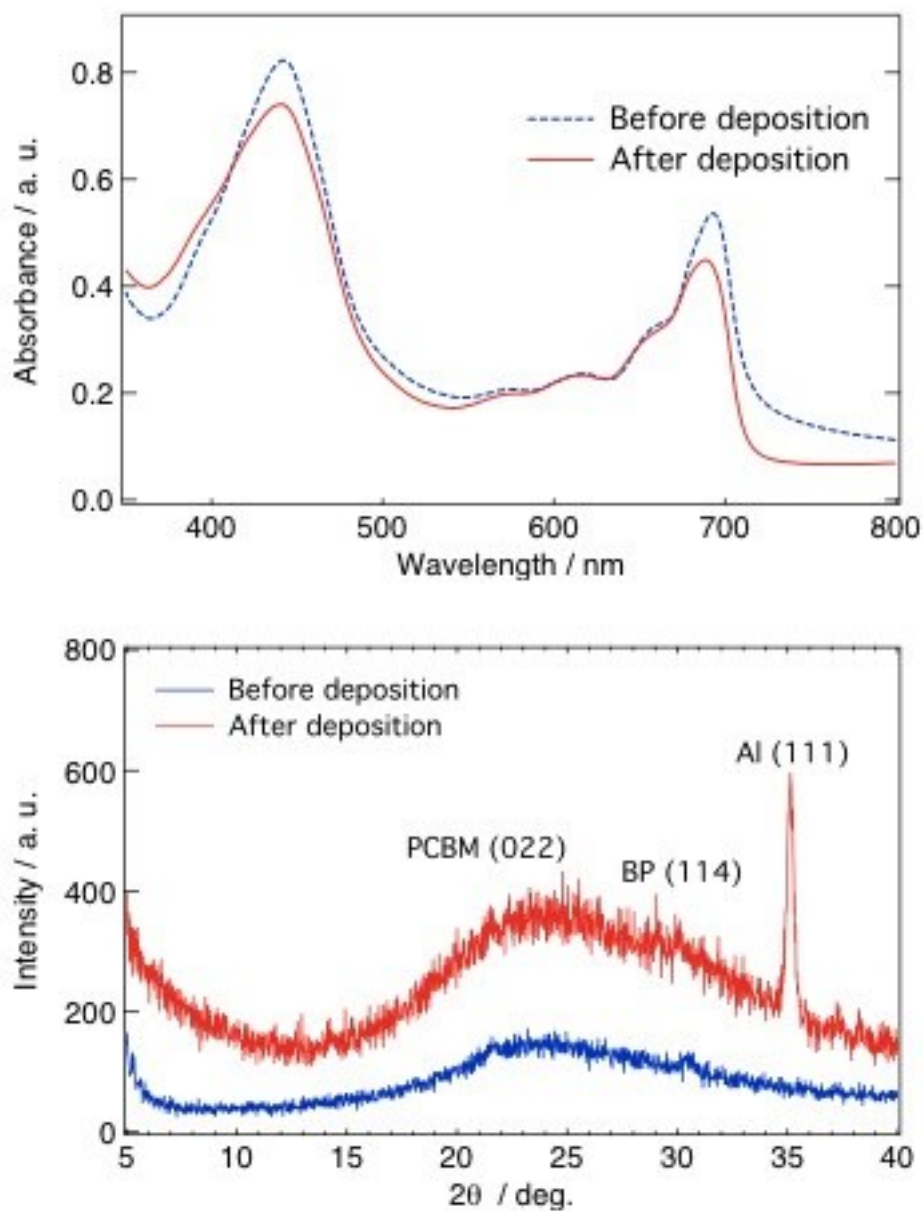 0.8
0.6
0.4
0.2
0.0
Absorbance / a. u.
Before deposition
After deposition
400
500
600
700
800
Wavelength / nm
800
600
400
200
0
Intensity / a. u.
Before deposition
After deposition
Al (111)
PCBM (022)
BP (114)
5
10
15
20
25
30
35
40
2θ / deg.